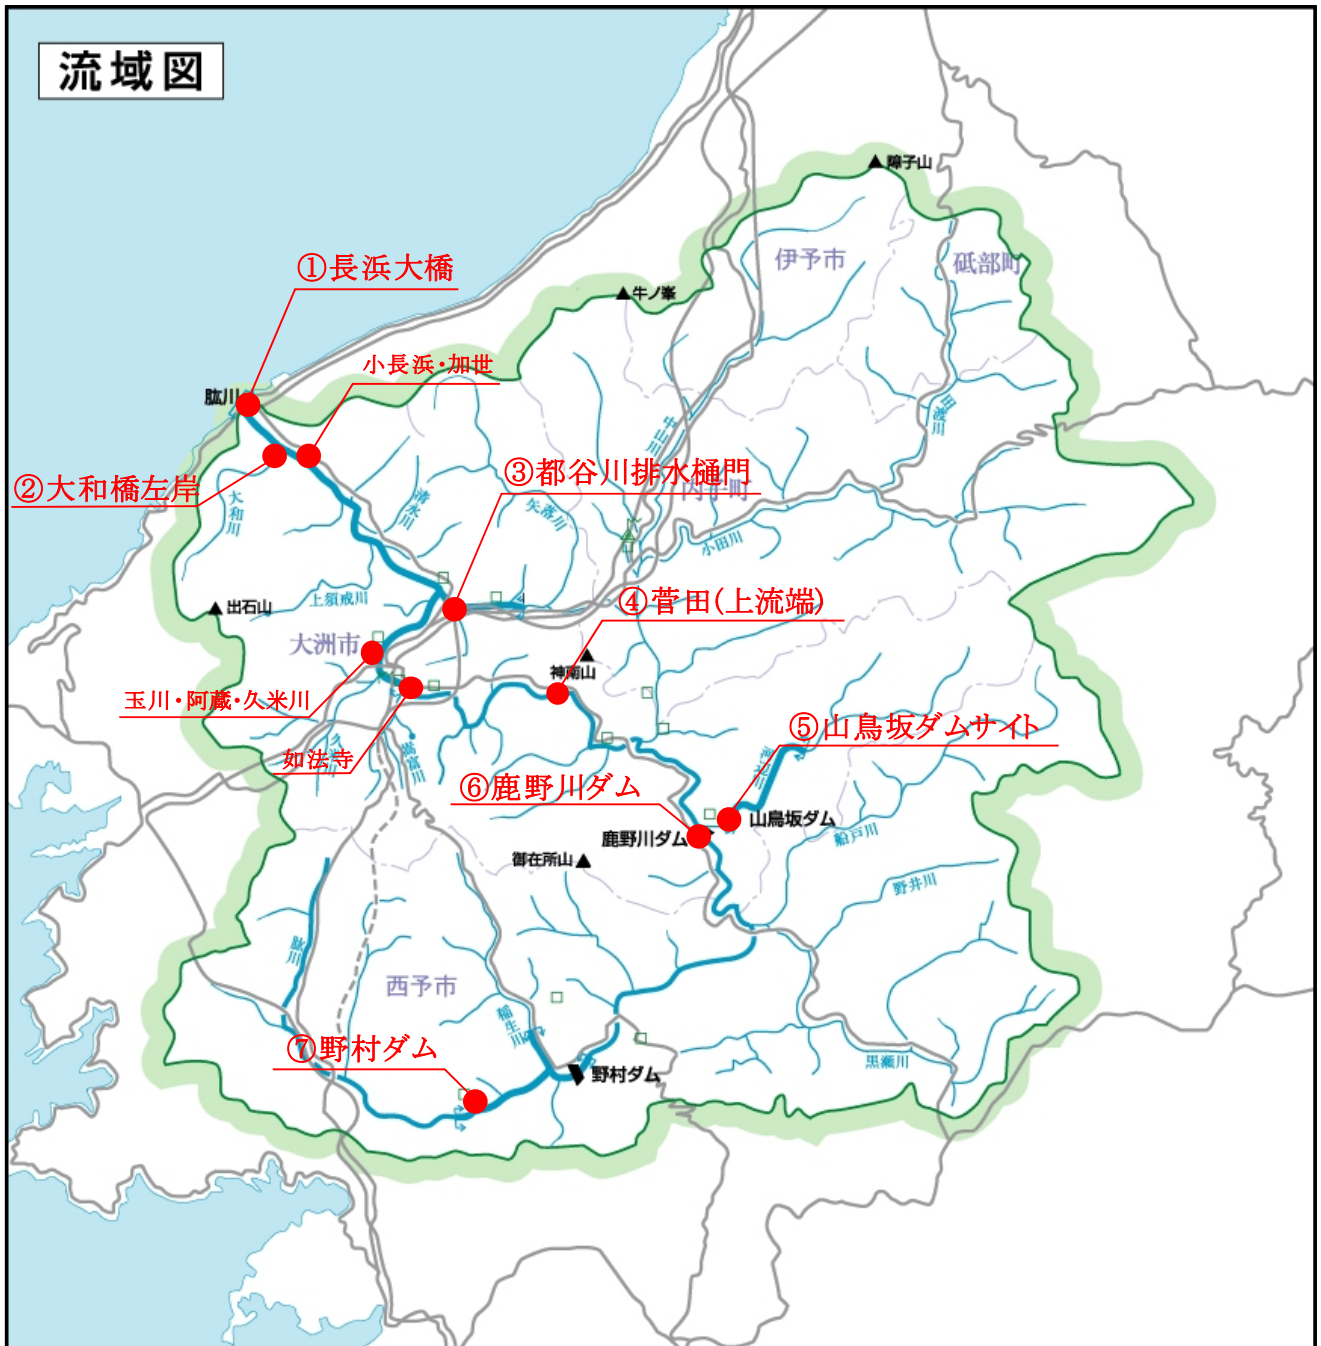 流域図
障子山
伊予市
砥部町
①長浜大橋
牛ノ峯
小長浜・加世
肱川
田渡川
中山川
③都谷川排水樋門
内子町
②大和橋左岸
大和川
清水川
矢落川
小田川
上須戒川
④菅田(上流端)
出石山
大洲市
神南山
玉川・阿蔵・久米川
⑤山鳥坂ダムサイト
久米川
嵩富川
如法寺
河辺川
⑥鹿野川ダム
山鳥坂ダム
鹿野川ダム
船戸川
御在所山
野井川
肱川
西予市
稲生川
⑦野村ダム
黒瀬川
野村ダム